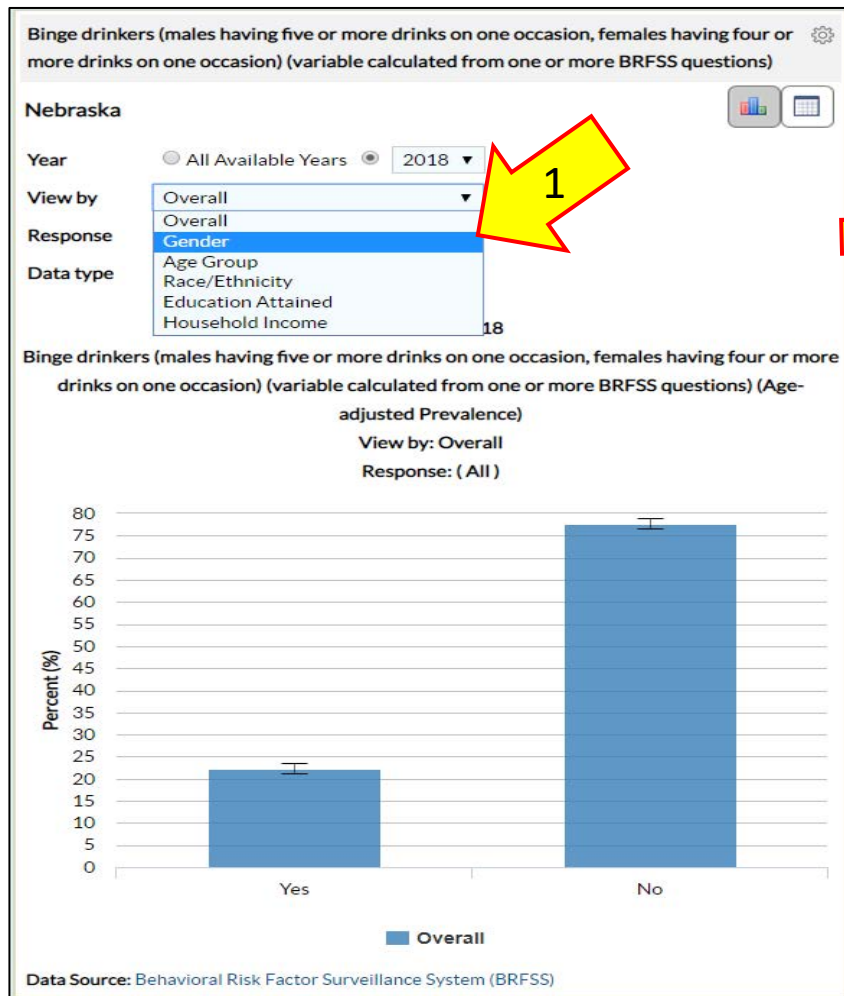 Binge drinkers (males having five or more drinks on one occasion, females having four or
more drinks on one occasion) (variable calculated from one or more BRFSS questions)
Nebraska
Year All Available Years 2018 ▼
View by Overall ▼
1
Overall
Response Gender
Age Group
Data type Race/Ethnicity
Education Attained
Household Income
18
Binge drinkers (males having five or more drinks on one occasion, females having four or more
drinks on one occasion) (variable calculated from one or more BRFSS questions) (Age-
adjusted Prevalence)
View by: Overall
Response: ( All )
Percent (%)
80
75
70
65
60
55
50
45
40
35
30
25
20
15
10
5
0
Yes No
Overall
Data Source: Behavioral Risk Factor Surveillance System (BRFSS)